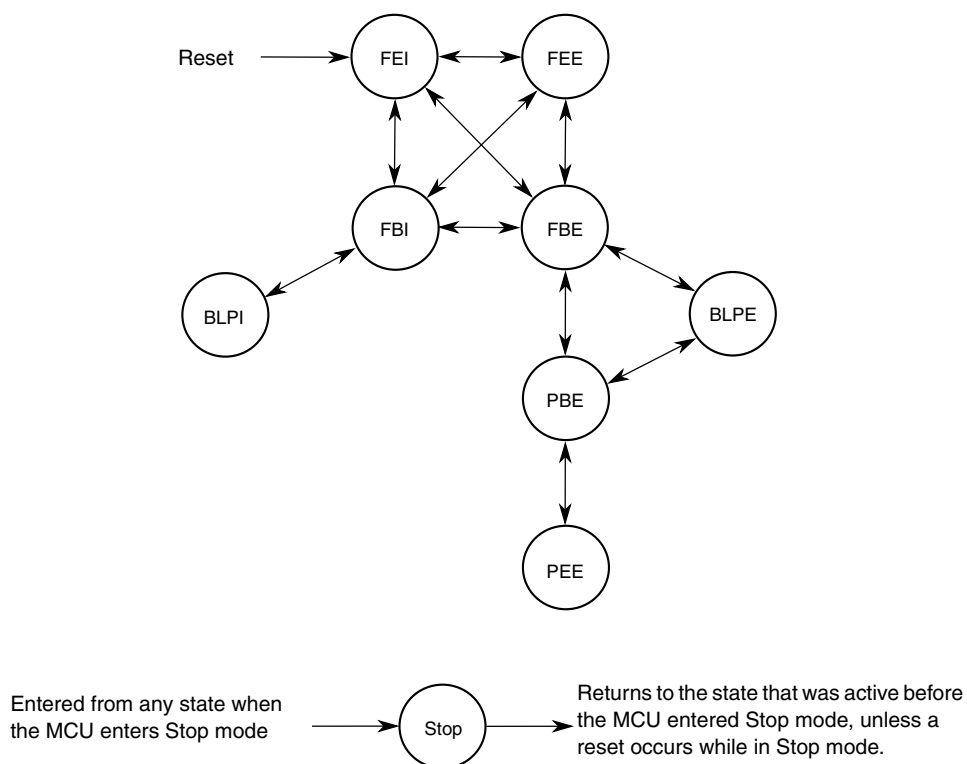 Reset
FEI
FEE
FBI
FBE
BLPI
BLPE
PBE
PEE
Entered from any state when
the MCU enters Stop mode
Stop
Returns to the state that was active before
the MCU entered Stop mode, unless a
reset occurs while in Stop mode.